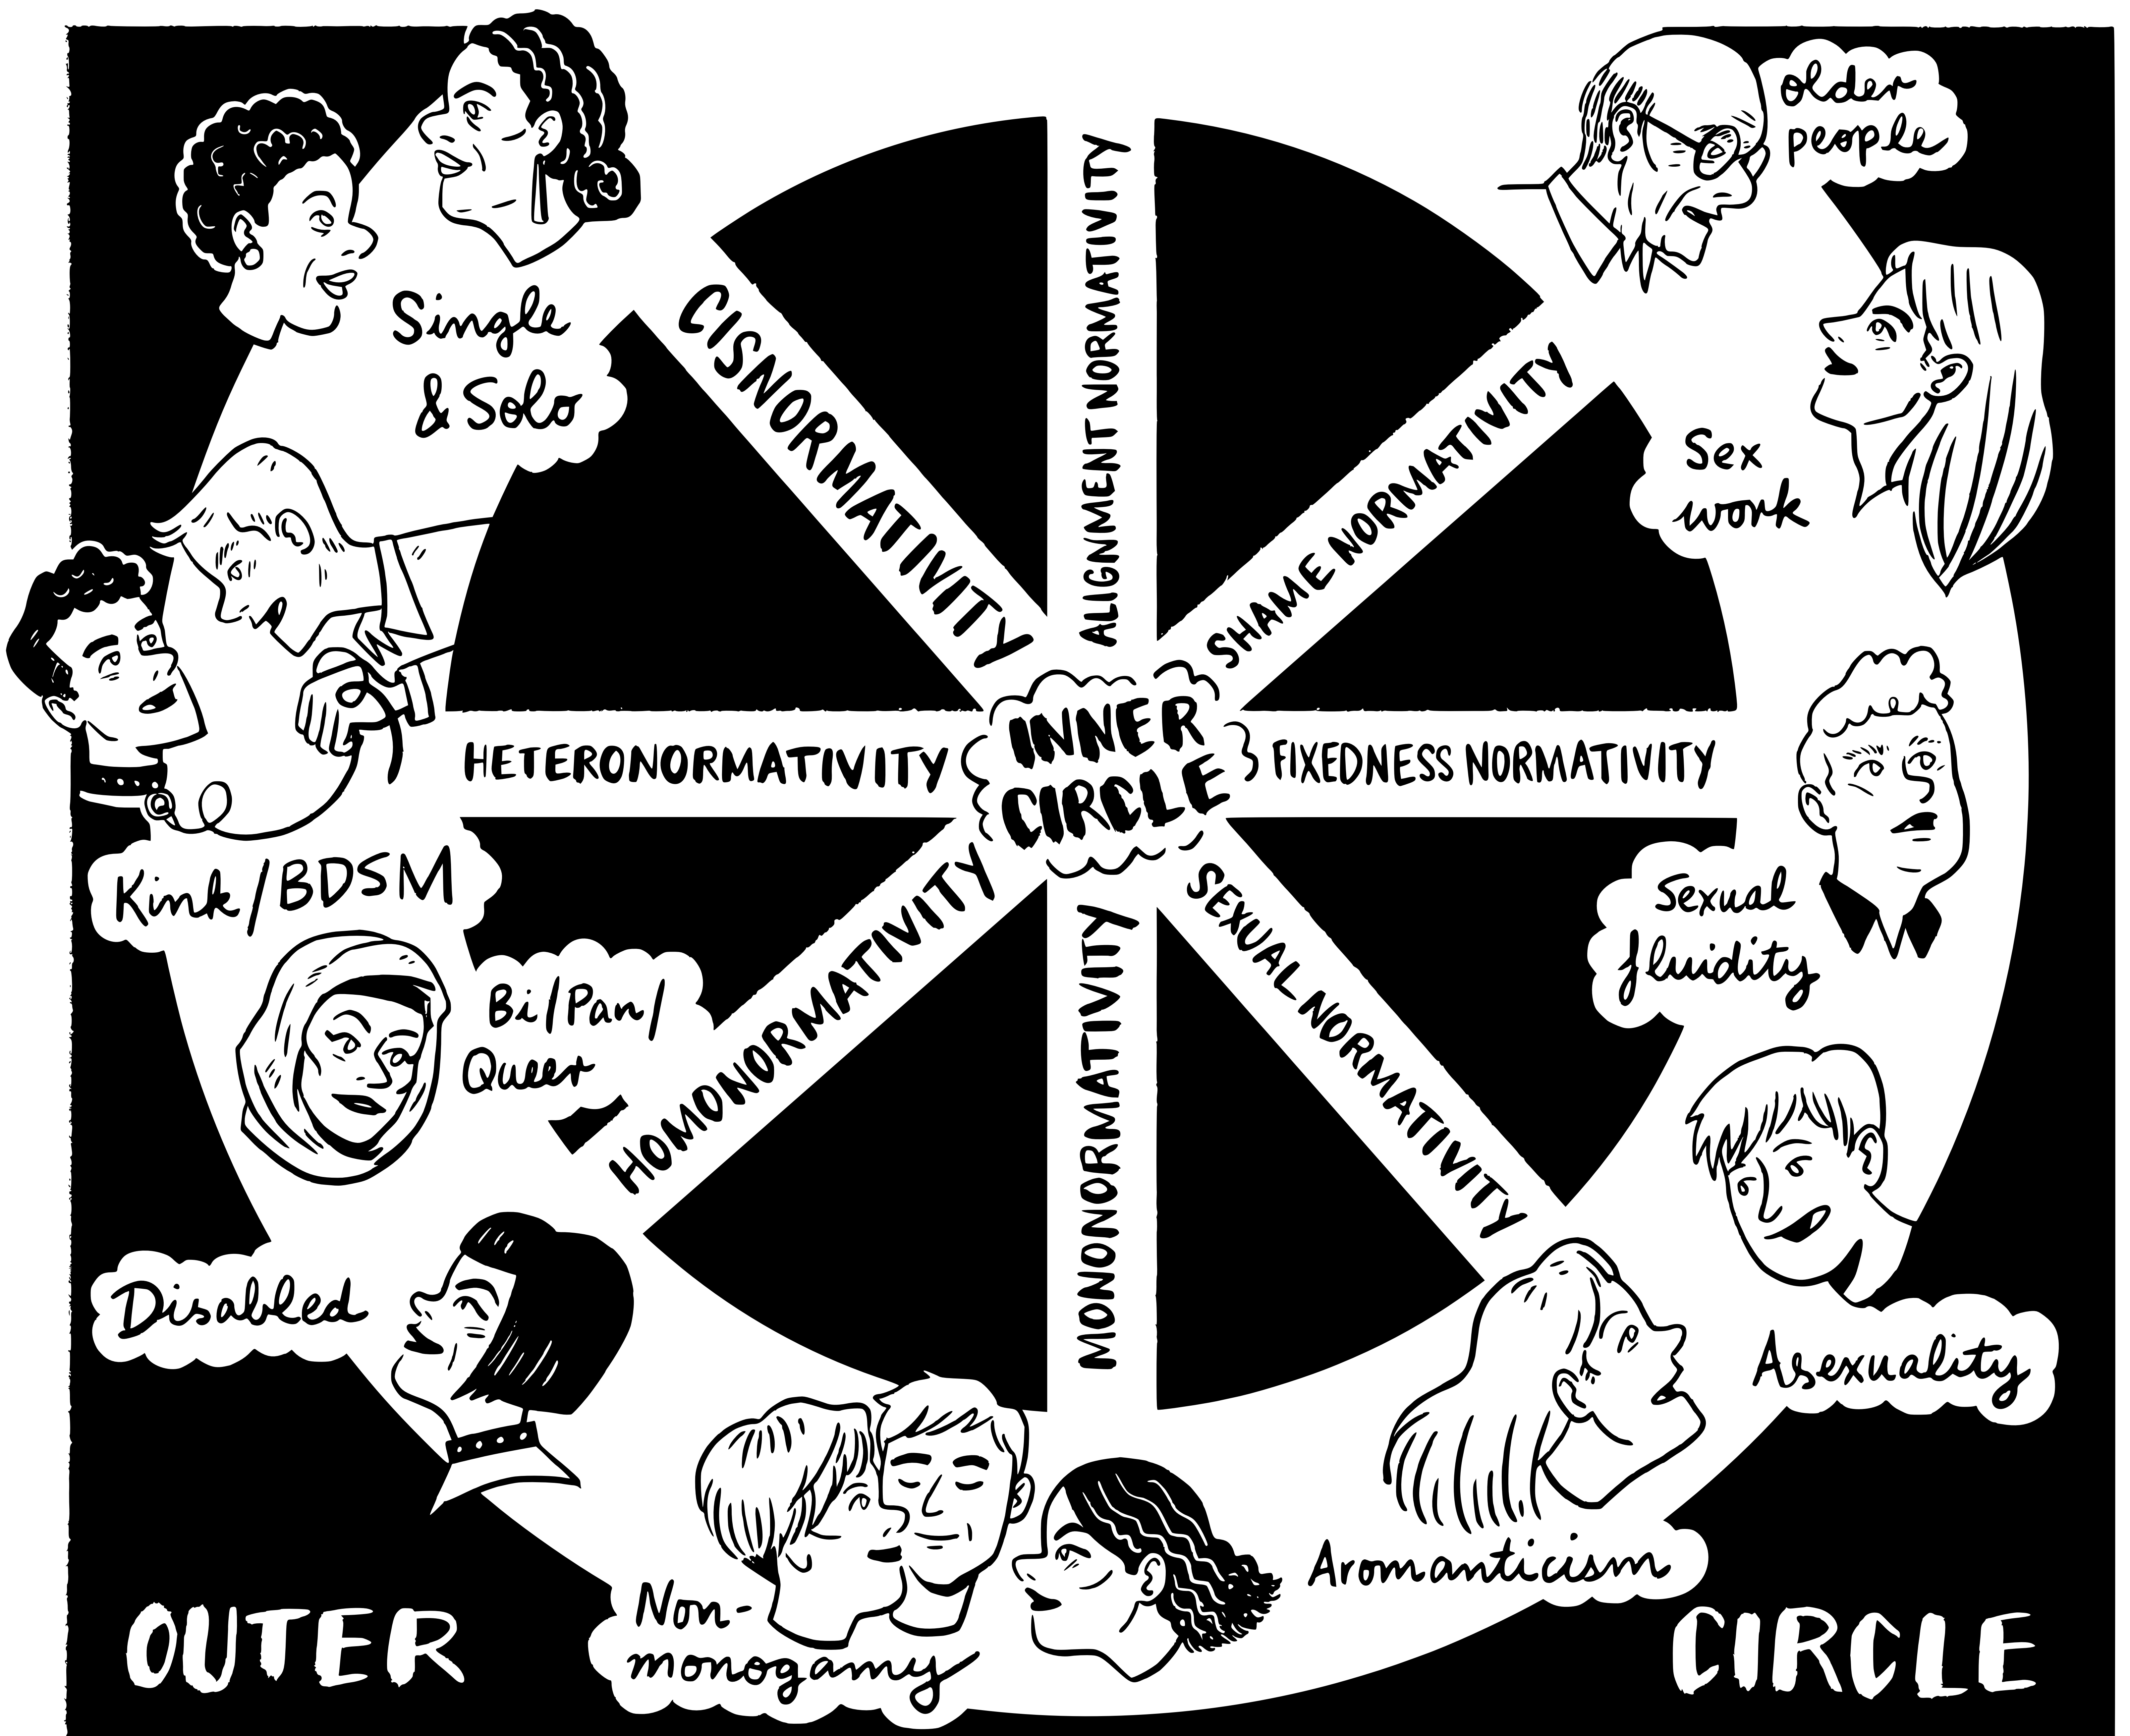 Single
& Solo
Older
people
CISNORMATIVITY
ALIGNMENT NORMATIVITY
SHAME NORMATIVITY
Sex
work
HETERONORMATIVITY
INNER
CIRCLE
FIXEDNESS NORMATIVITY
Kink/BDSM
Sexual
fluidity
Bi/Pan/
Queer
HOMONORMATIVITY
MONONORMATIVITY
SEXUAL NORMATIVITY
Disabled
Asexuality
Aromanticism
Non-
monogamy
OUTER
CIRCLE